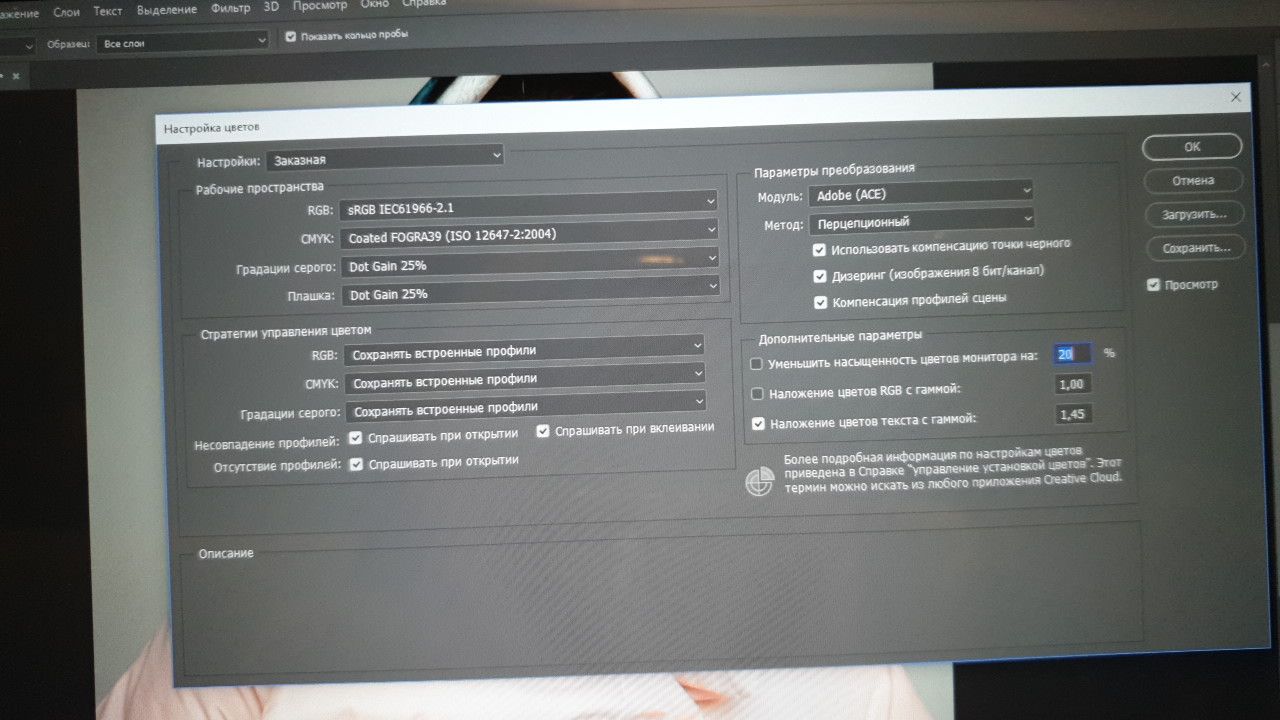 Слои Текст Выделение Фильтр 3D Просмотр Окно Справка
Образец: Все слои Показать кольцо пробы
Настройка цветов
Настройки: Заказная
Рабочие пространства
RGB: sRGB IEC61966-2.1
CMYK: Coated FOGRA39 (ISO 12647-2:2004)
Градации серого: Dot Gain 25%
Плашка: Dot Gain 25%
Стратегии управления цветом
RGB: Сохранять встроенные профили
CMYK: Сохранять встроенные профили
Градации серого: Сохранять встроенные профили
Несовпадение профилей: Спрашивать при открытии Спрашивать при вклеивании
Отсутствие профилей: Спрашивать при открытии
Параметры преобразования
Модуль: Adobe (ACE)
Метод: Перцепционный
Использовать компенсацию точки черного
Дизеринг (изображения 8 бит/канал)
Компенсация профилей сцены
Дополнительные параметры
Уменьшить насыщенность цветов монитора на: 20 %
Наложение цветов RGB с гаммой: 1,00
Наложение цветов текста с гаммой: 1,45
Более подробная информация по настройкам цветов
приведена в Справке "управление установкой цветов". Этот
термин можно искать из любого приложения Creative Cloud.
Описание
OK
Отмена
Загрузить...
Сохранить...
Просмотр